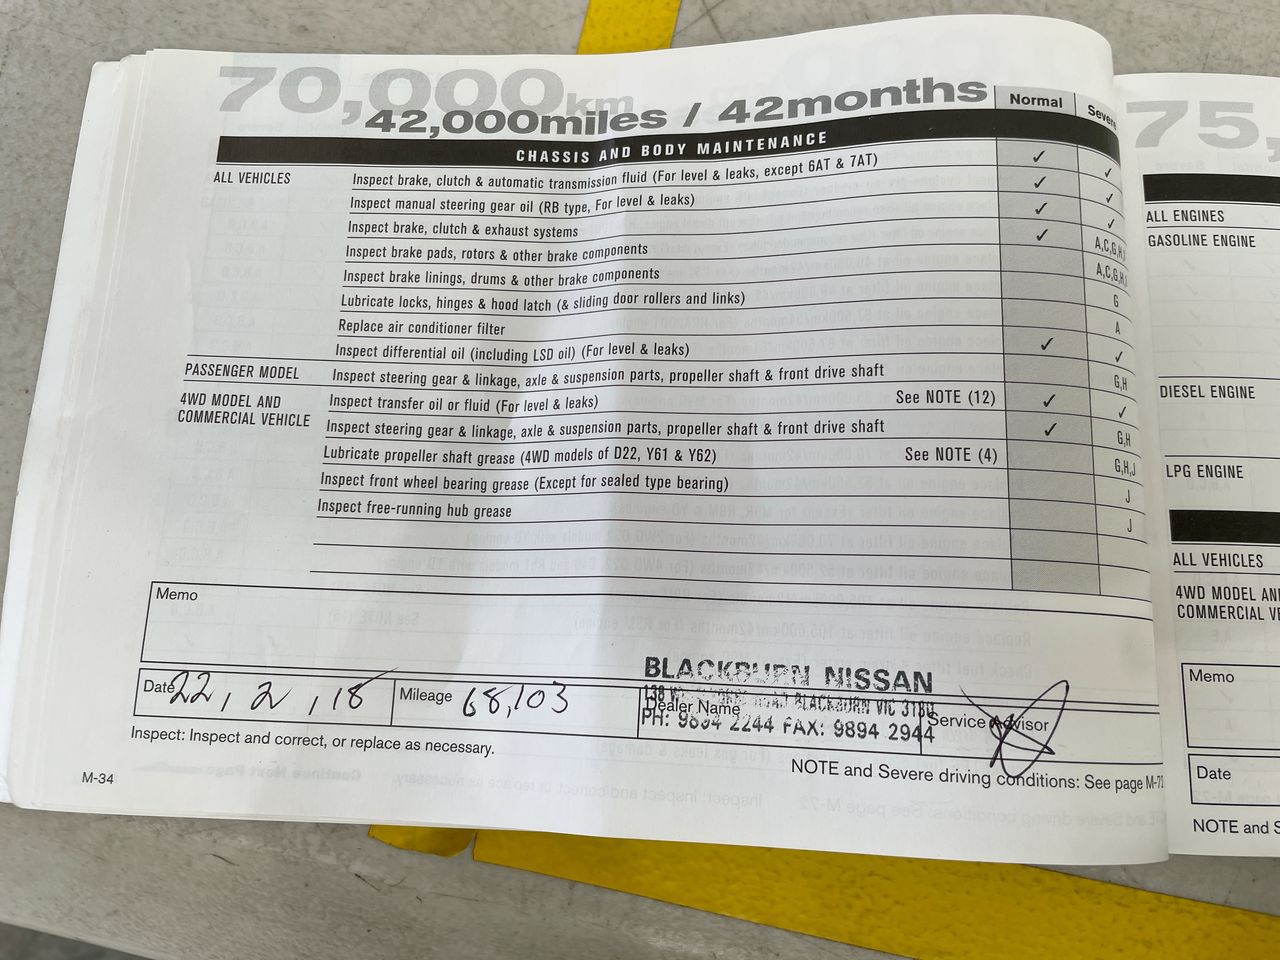 70,000km
42,000miles / 42months
Normal
Severe
CHASSIS AND BODY MAINTENANCE
ALL VEHICLES
Inspect brake, clutch & automatic transmission fluid (For level & leaks, except 6AT & 7AT) ✓ ✓
Inspect manual steering gear oil (RB type, For level & leaks) ✓ ✓
Inspect brake, clutch & exhaust systems ✓ ✓
Inspect brake pads, rotors & other brake components ✓ A,C,G,H,
Inspect brake linings, drums & other brake components A,C,G,H,
Lubricate locks, hinges & hood latch (& sliding door rollers and links) G
Replace air conditioner filter A
Inspect differential oil (including LSD oil) (For level & leaks) ✓ ✓
PASSENGER MODEL
Inspect steering gear & linkage, axle & suspension parts, propeller shaft & front drive shaft G,H
4WD MODEL AND
COMMERCIAL VEHICLE
Inspect transfer oil or fluid (For level & leaks) See NOTE (12) ✓ ✓
Inspect steering gear & linkage, axle & suspension parts, propeller shaft & front drive shaft ✓ G,H
Lubricate propeller shaft grease (4WD models of D22, Y61 & Y62) See NOTE (4) G,H,J
Inspect front wheel bearing grease (Except for sealed type bearing) J
Inspect free-running hub grease J
Memo
Date 22, 2, 18
Mileage 68,103
BLACKBURN NISSAN
138 ROAD BLACKBURN VIC 3180
Dealer Name
PH: 9894 2244 FAX: 9894 2944
Service Advisor
Inspect: Inspect and correct, or replace as necessary.
NOTE and Severe driving conditions: See page M-7
M-34
75,
ALL ENGINES
GASOLINE ENGINE
DIESEL ENGINE
LPG ENGINE
ALL VEHICLES
4WD MODEL AN
COMMERCIAL VE
Memo
Date
NOTE and S